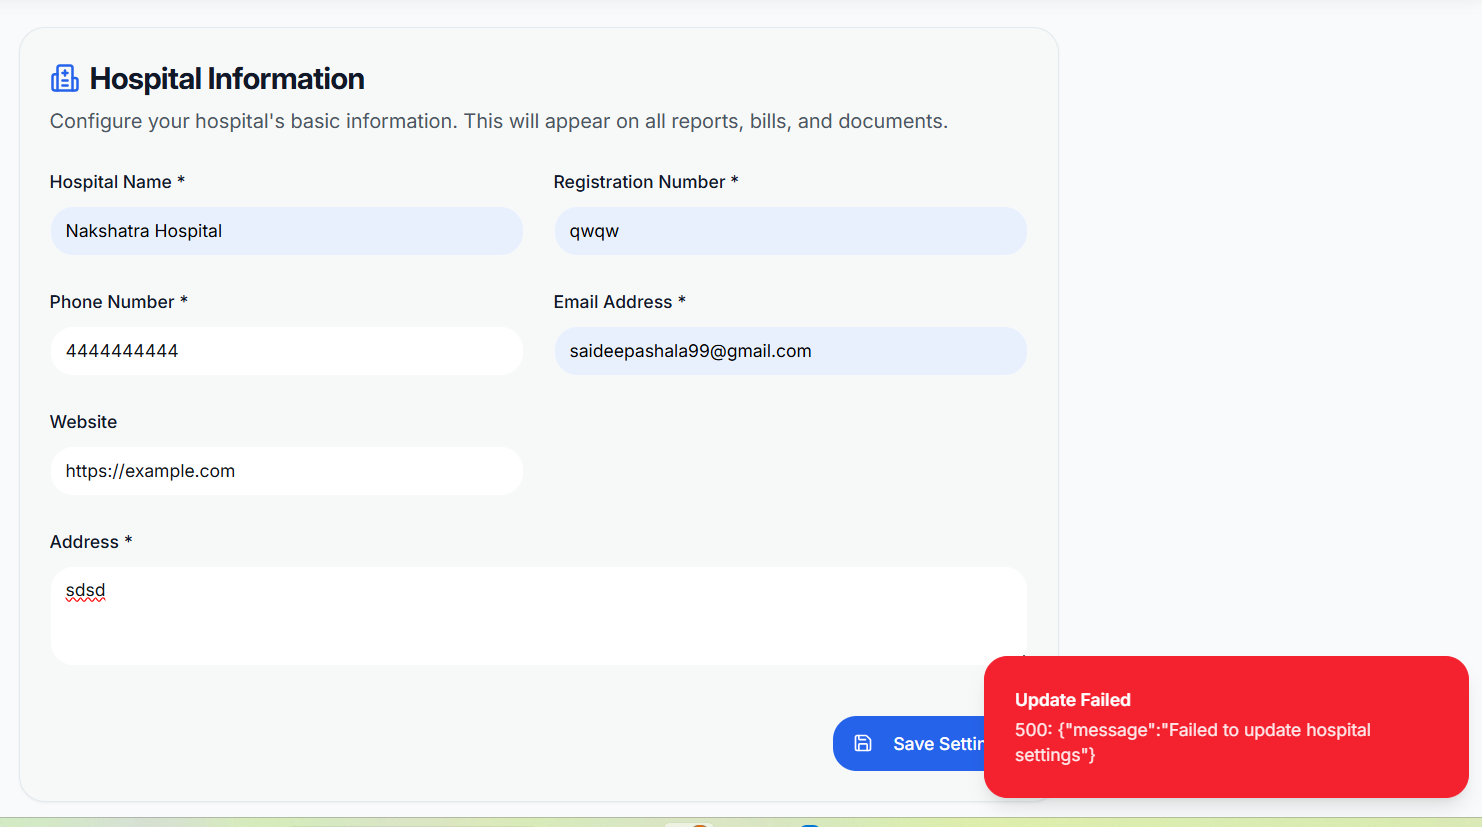 Hospital Information
Configure your hospital's basic information. This will appear on all reports, bills, and documents.
Hospital Name *
Registration Number *
Nakshatra Hospital
qwqw
Phone Number *
Email Address *
4444444444
saideepashala99@gmail.com
Website
https://example.com
Address *
sdsd
Save Settin
Update Failed
500: {"message":"Failed to update hospital
settings"}